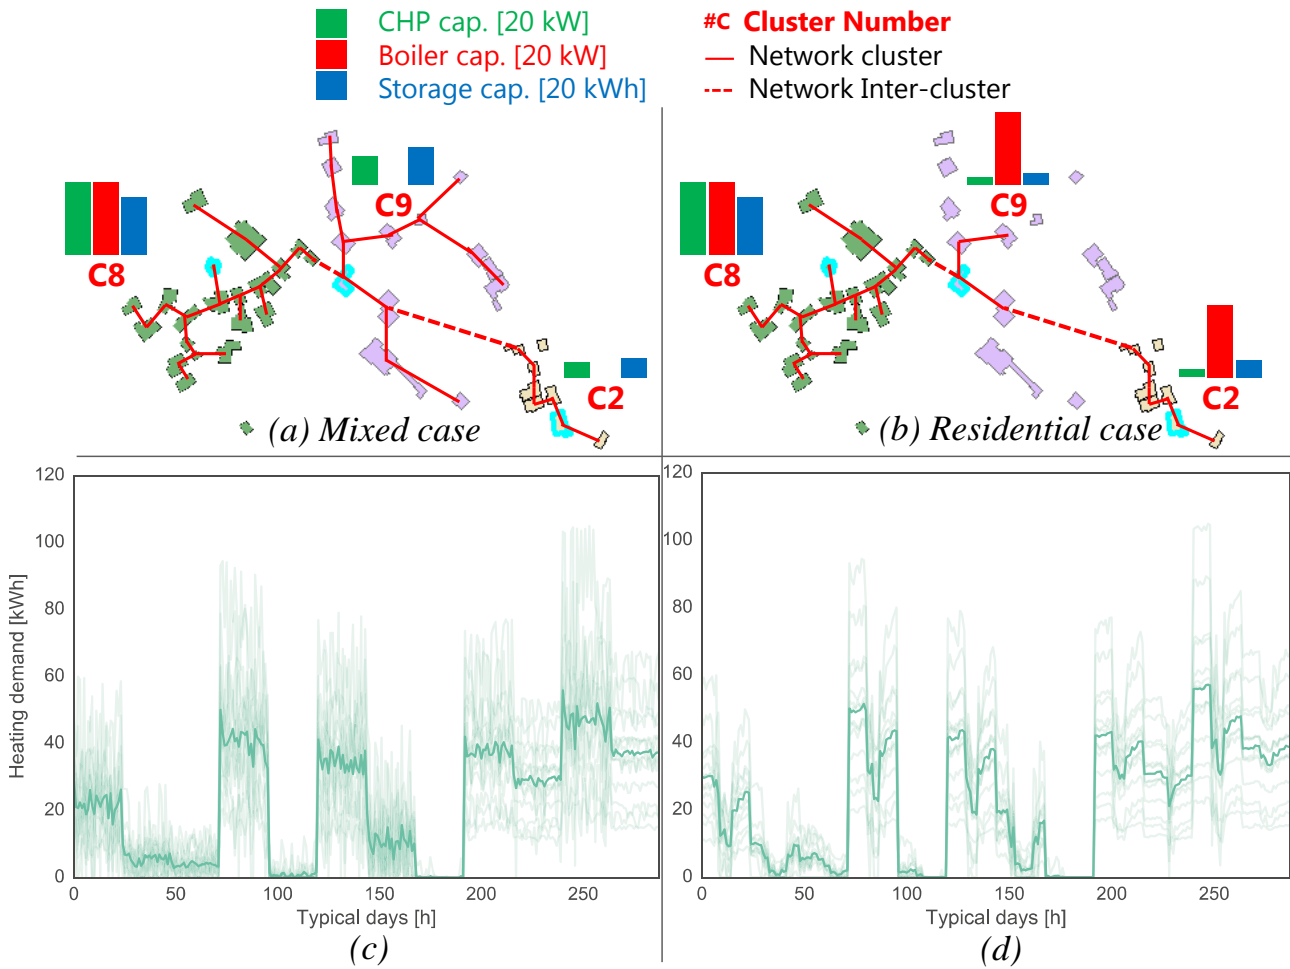 CHP cap. [20 kW]
Boiler cap. [20 kW]
Storage cap. [20 kWh]
#C Cluster Number
Network cluster
Network Inter-cluster
C8
C9
C2
(a) Mixed case
C8
C9
C2
(b) Residential case
120
100
80
60
40
20
0
Heating demand [kWh]
0 50 100 150 200 250
Typical days [h]
(c)
120
100
80
60
40
20
0
0 50 100 150 200 250
Typical days [h]
(d)